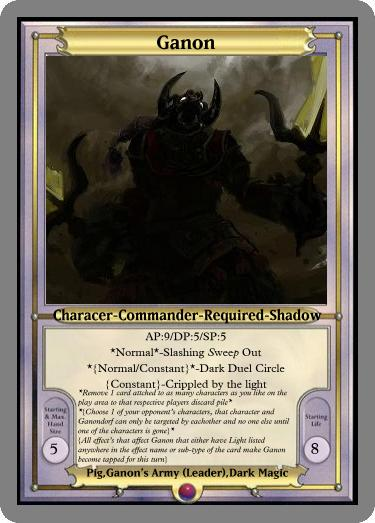 Ganon
Characer-Commander-Required-Shadow
AP:9/DP:5/SP:5
*Normal*-Slashing Sweep Out
*{Normal/Constant}*-Dark Duel Circle
{Constant}-Crippled by the light
*Remove 1 card attched to as many characters as you like on the
play area to that respective players discard pile*
*{Choose 1 of your opponent's characters, that character and
Ganondorf can only be targeted by eachother and no one else until
one of the characters is gone}*
{All effect's that affect Ganon that either have Light listed
anywhere in the effect name or sub-type of the card make Ganon
become tapped for this turn}
Starting
& Max.
Hand
Size
5
Starting
Life
8
Pig,Ganon's Army (Leader),Dark Magic